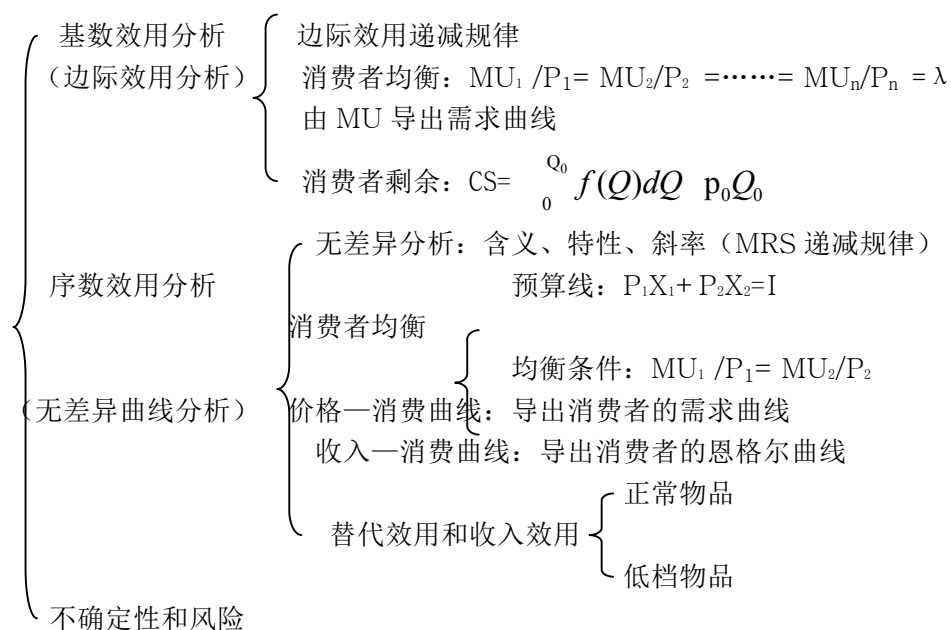 基数效用分析 边际效用递减规律
（边际效用分析） 消费者均衡：MU₁ /P₁= MU₂/P₂ =……= MUₙ/Pₙ = λ
由 MU 导出需求曲线
消费者剩余：CS= ₀^Q₀ f(Q)dQ p₀Q₀
无差异分析：含义、特性、斜率（MRS 递减规律）
序数效用分析 预算线：P₁X₁+ P₂X₂=I
消费者均衡
均衡条件：MU₁ /P₁= MU₂/P₂
（无差异曲线分析） 价格—消费曲线：导出消费者的需求曲线
收入—消费曲线：导出消费者的恩格尔曲线
正常物品
替代效用和收入效用
低档物品
不确定性和风险